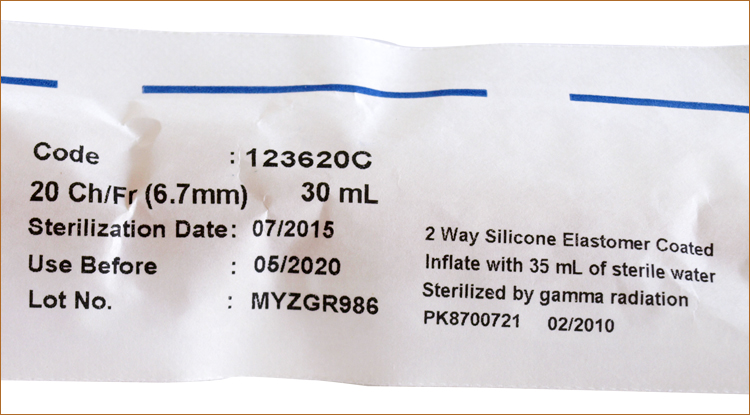 Code : 123620C
20 Ch/Fr (6.7mm) 30 mL
Sterilization Date: 07/2015
Use Before : 05/2020
Lot No. : MYZGR986
2 Way Silicone Elastomer Coated
Inflate with 35 mL of sterile water
Sterilized by gamma radiation
PK8700721 02/2010